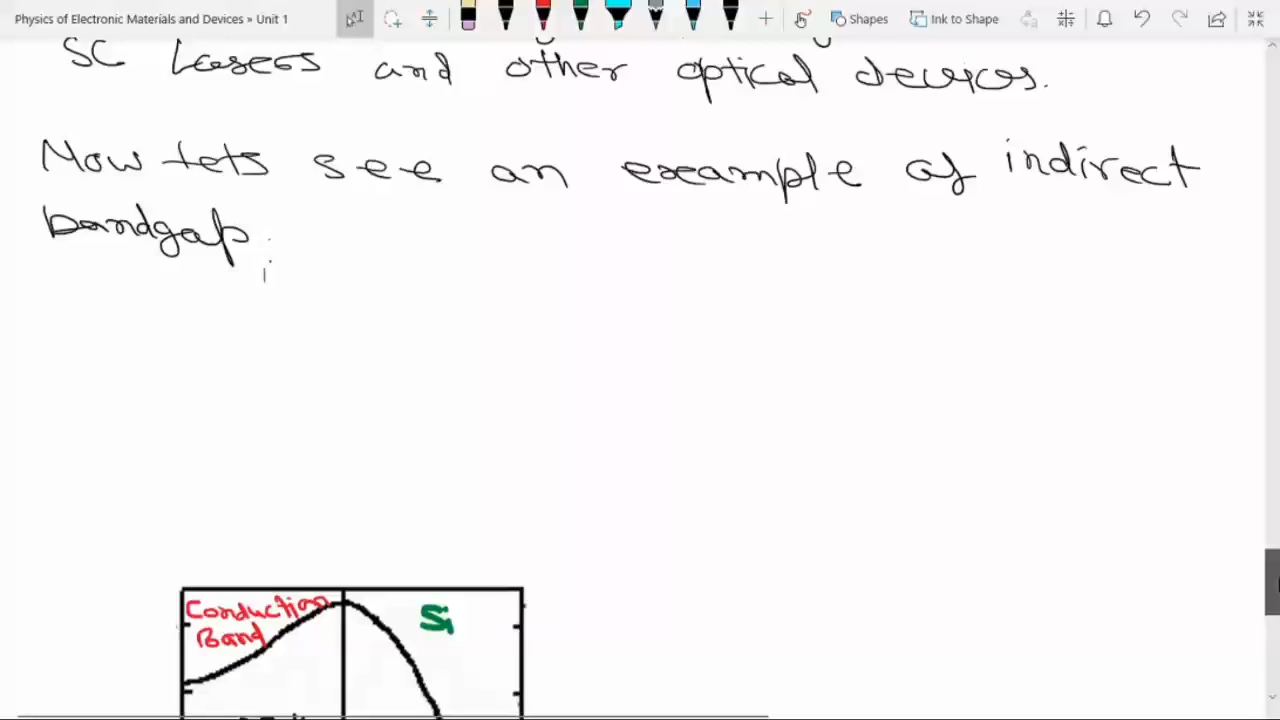 Physics of Electronic Materials and Devices » Unit 1
Shapes
Ink to Shape
SC Lasers and other optical devices.
Now lets see an example of indirect
bandgap
Conduction
Band
Si